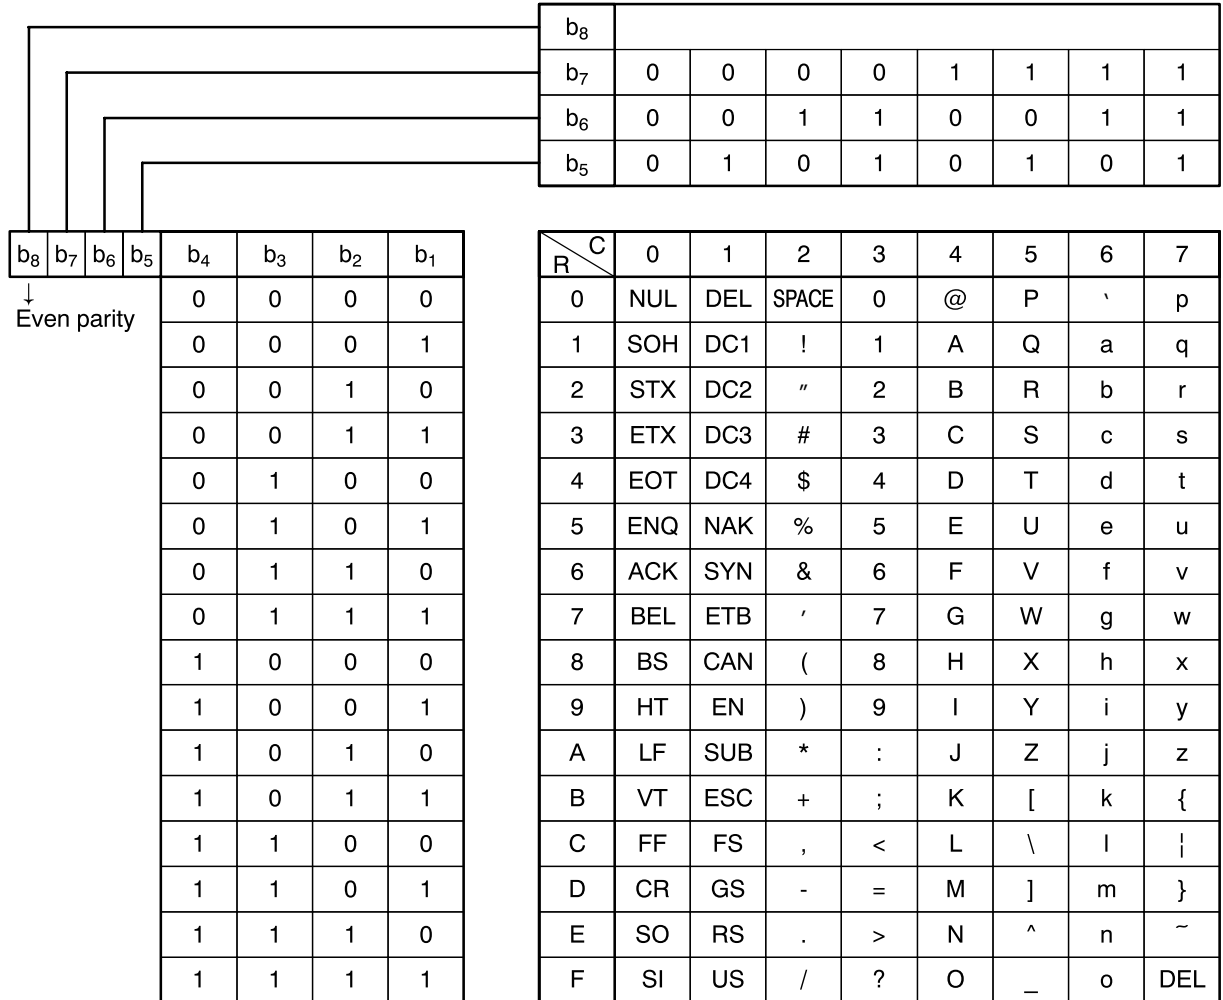 b8
b7 0 0 0 0 1 1 1 1
b6 0 0 1 1 0 0 1 1
b5 0 1 0 1 0 1 0 1
b8 b7 b6 b5 b4 b3 b2 b1 R C 0 1 2 3 4 5 6 7
↓
Even parity
0 0 0 0 0 NUL DEL SPACE 0 @ P ` p
0 0 0 1 1 SOH DC1 ! 1 A Q a q
0 0 1 0 2 STX DC2 " 2 B R b r
0 0 1 1 3 ETX DC3 # 3 C S c s
0 1 0 0 4 EOT DC4 $ 4 D T d t
0 1 0 1 5 ENQ NAK % 5 E U e u
0 1 1 0 6 ACK SYN & 6 F V f v
0 1 1 1 7 BEL ETB ′ 7 G W g w
1 0 0 0 8 BS CAN ( 8 H X h x
1 0 0 1 9 HT EN ) 9 I Y i y
1 0 1 0 A LF SUB * : J Z j z
1 0 1 1 B VT ESC + ; K [ k {
1 1 0 0 C FF FS , < L \ l ¦
1 1 0 1 D CR GS - = M ] m }
1 1 1 0 E SO RS . > N ^ n ~
1 1 1 1 F SI US / ? O _ o DEL